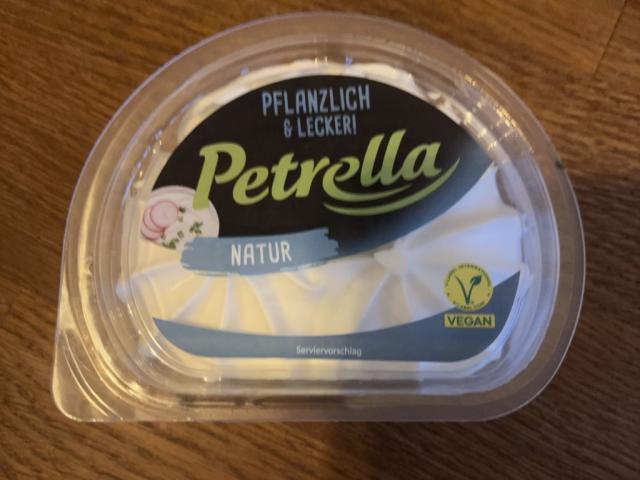 PFLANZLICH
& LECKER!
Petrella
NATUR
VEGAN
Serviervorschlag